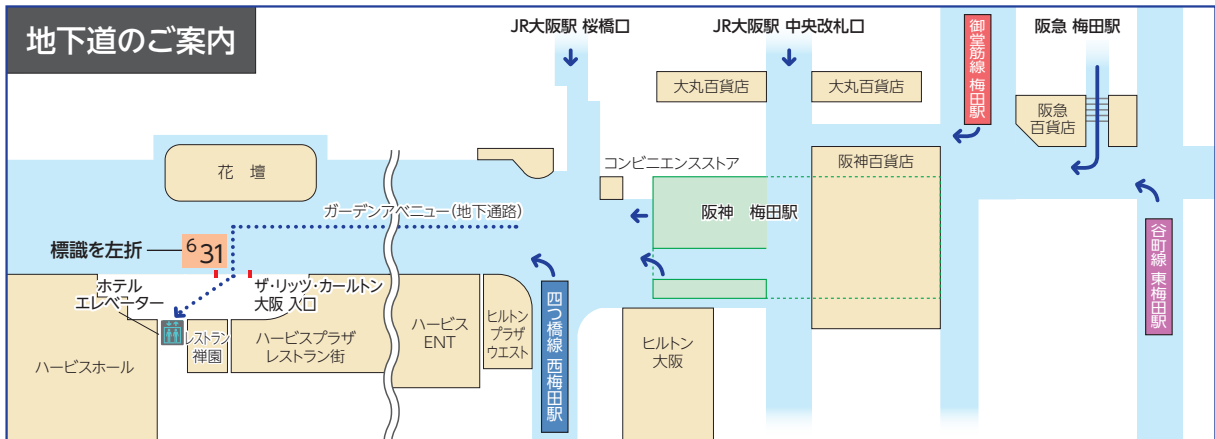 地下道のご案内
JR大阪駅 桜橋口
JR大阪駅 中央改札口
御堂筋線 梅田駅
阪急 梅田駅
大丸百貨店
大丸百貨店
阪急
百貨店
花 壇
コンビニエンスストア
阪神百貨店
ガーデンアベニュー(地下通路)
阪神 梅田駅
標識を左折
6 31
谷町線 東梅田駅
ホテル
エレベーター
ザ・リッツ・カールトン
大阪 入口
四つ橋線 西梅田駅
レストラン
禅園
ハービスプラザ
レストラン街
ハービス
ENT
ヒルトン
プラザ
ウエスト
ヒルトン
大阪
ハービスホール